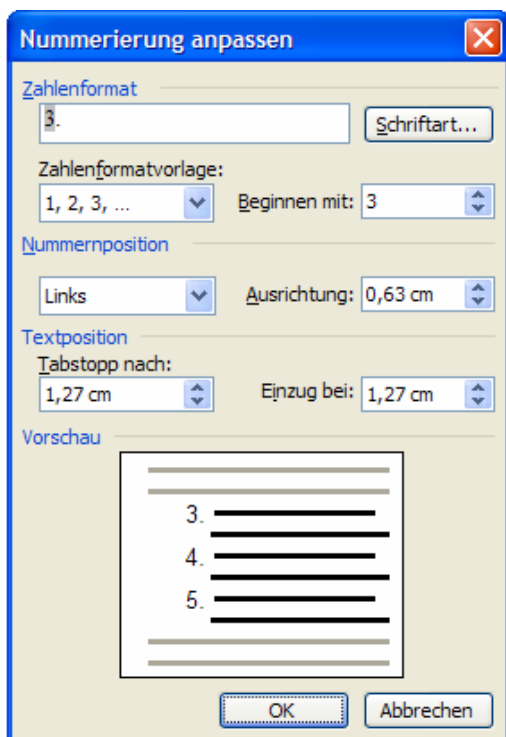 Nummerierung anpassen
Zahlenformat
3.
Schriftart...
Zahlenformatvorlage:
1, 2, 3, ...
Beginnen mit: 3
Nummernposition
Links
Ausrichtung: 0,63 cm
Textposition
Tabstopp nach:
1,27 cm
Einzug bei: 1,27 cm
Vorschau
3.
4.
5.
OK
Abbrechen